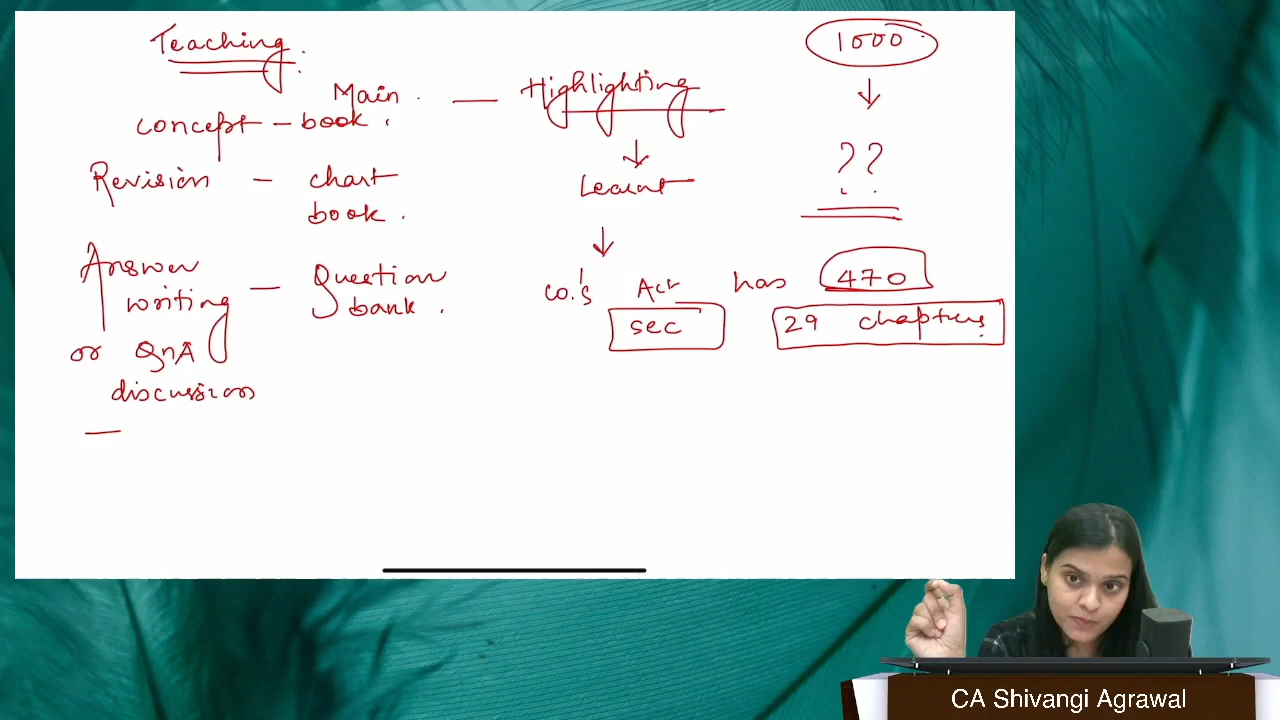 Teaching
Main — Highlighting
concept - book.
Revision - chart
book.
Answer
writing - Question
bank.
or QnA
discussion
—
1000
↓
??
↓
Learnt
↓
co.'s Act has 470
sec 29 chapters
CA Shivangi Agrawal